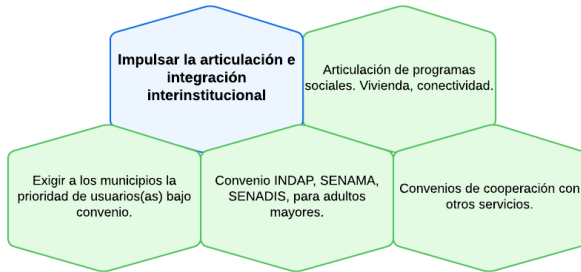 Impulsar la articulación e
integración
interinstitucional
Articulación de programas
sociales. Vivienda, conectividad.
Exigir a los municipios la
prioridad de usuarios(as) bajo
convenio.
Convenio INDAP, SENAMA,
SENADIS, para adultos
mayores.
Convenios de cooperación con
otros servicios.